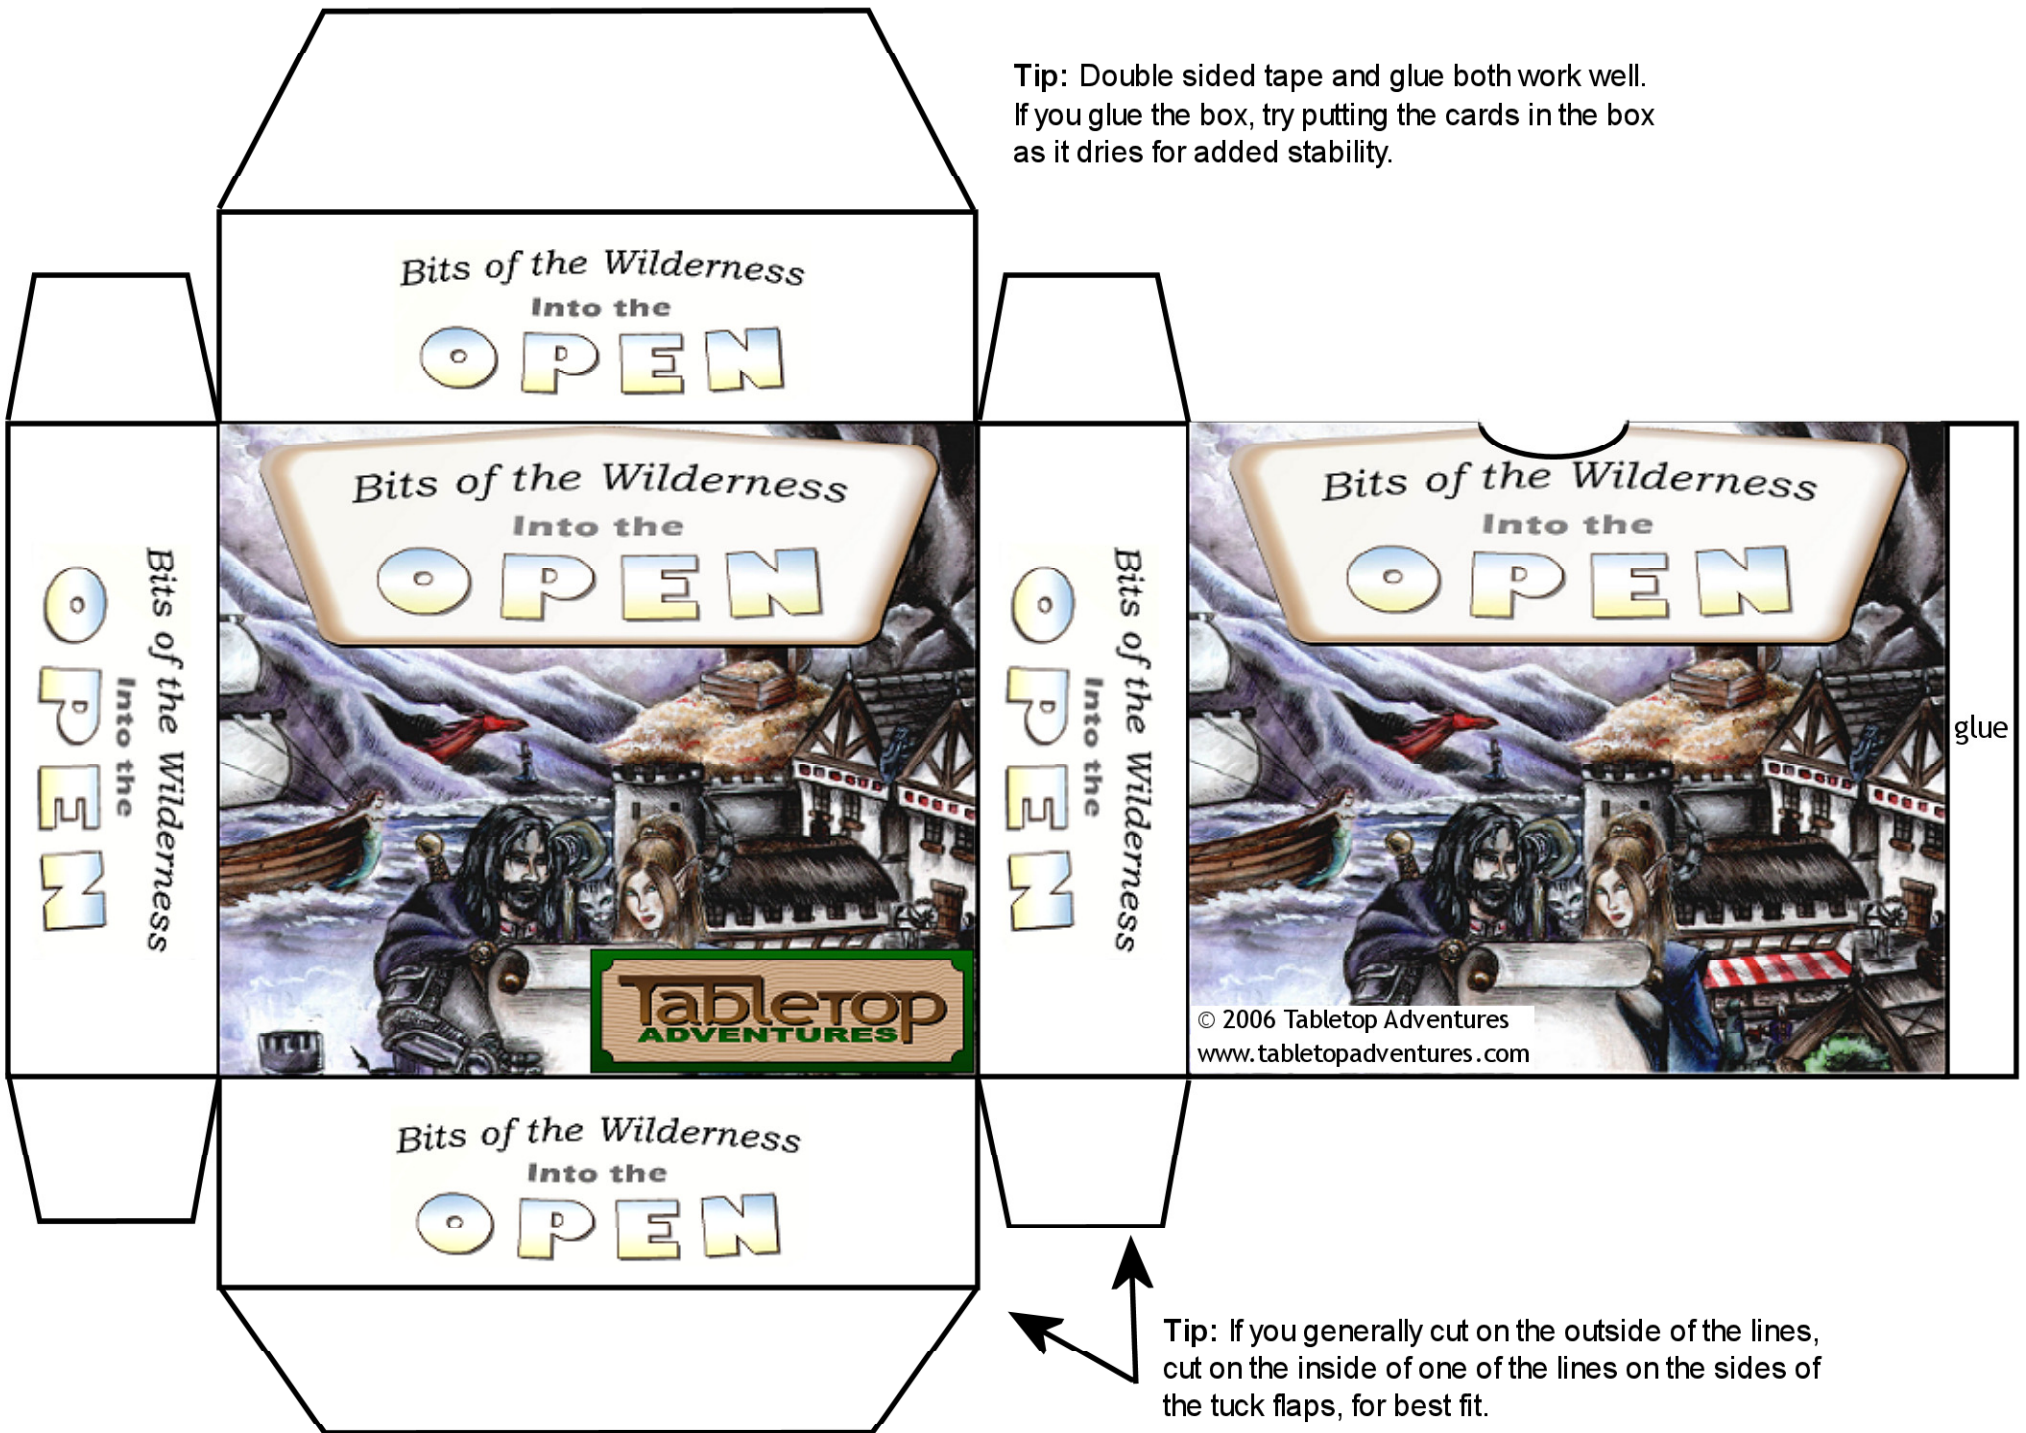 Tip: Double sided tape and glue both work well.
If you glue the box, try putting the cards in the box
as it dries for added stability.
Bits of the Wilderness
Into the
OPEN
Bits of the Wilderness
Into the
OPEN
Bits of the Wilderness
Into the
OPEN
TABLETOP
ADVENTURES
Bits of the Wilderness
Into the
OPEN
Bits of the Wilderness
Into the
OPEN
© 2006 Tabletop Adventures
www.tabletopadventures.com
glue
Bits of the Wilderness
Into the
OPEN
Tip: If you generally cut on the outside of the lines,
cut on the inside of one of the lines on the sides of
the tuck flaps, for best fit.